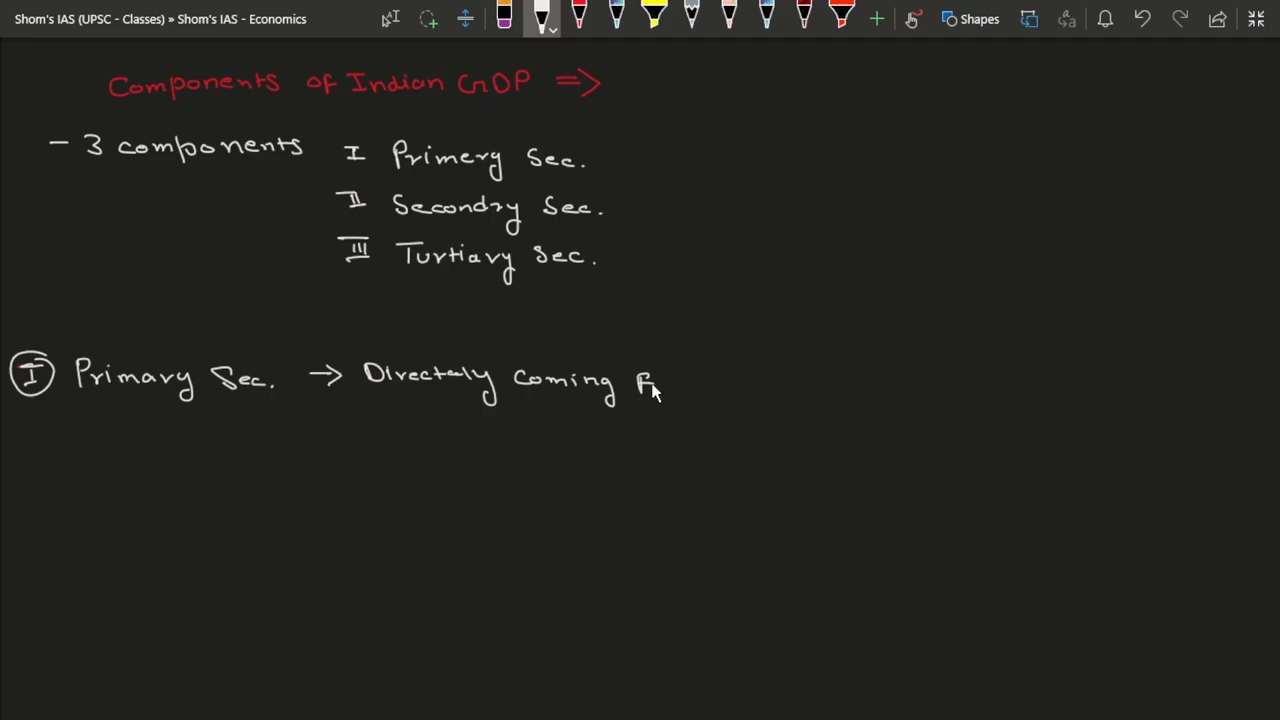 Shom's IAS (UPSC - Classes) » Shom's IAS - Economics
Shapes
Components of Indian GDP ⇒
- 3 components I Primery Sec.
II Secondry Sec.
III Turtiary Sec.
I Primary Sec. → Directely Coming F